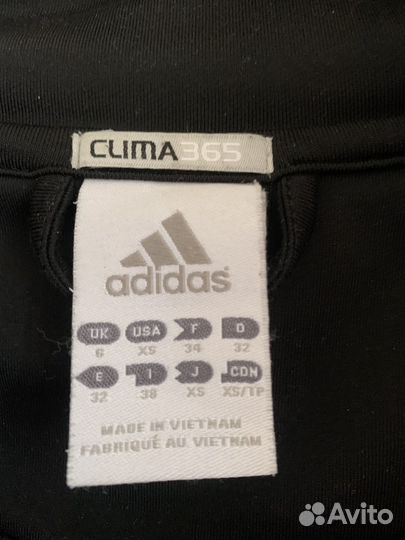 CLIMA365
adidas
UK USA F D
6 XS 34 32
E I J CDN
32 38 XS XS/TP
MADE IN VIETNAM
FABRIQUÉ AU VIETNAM
Avito